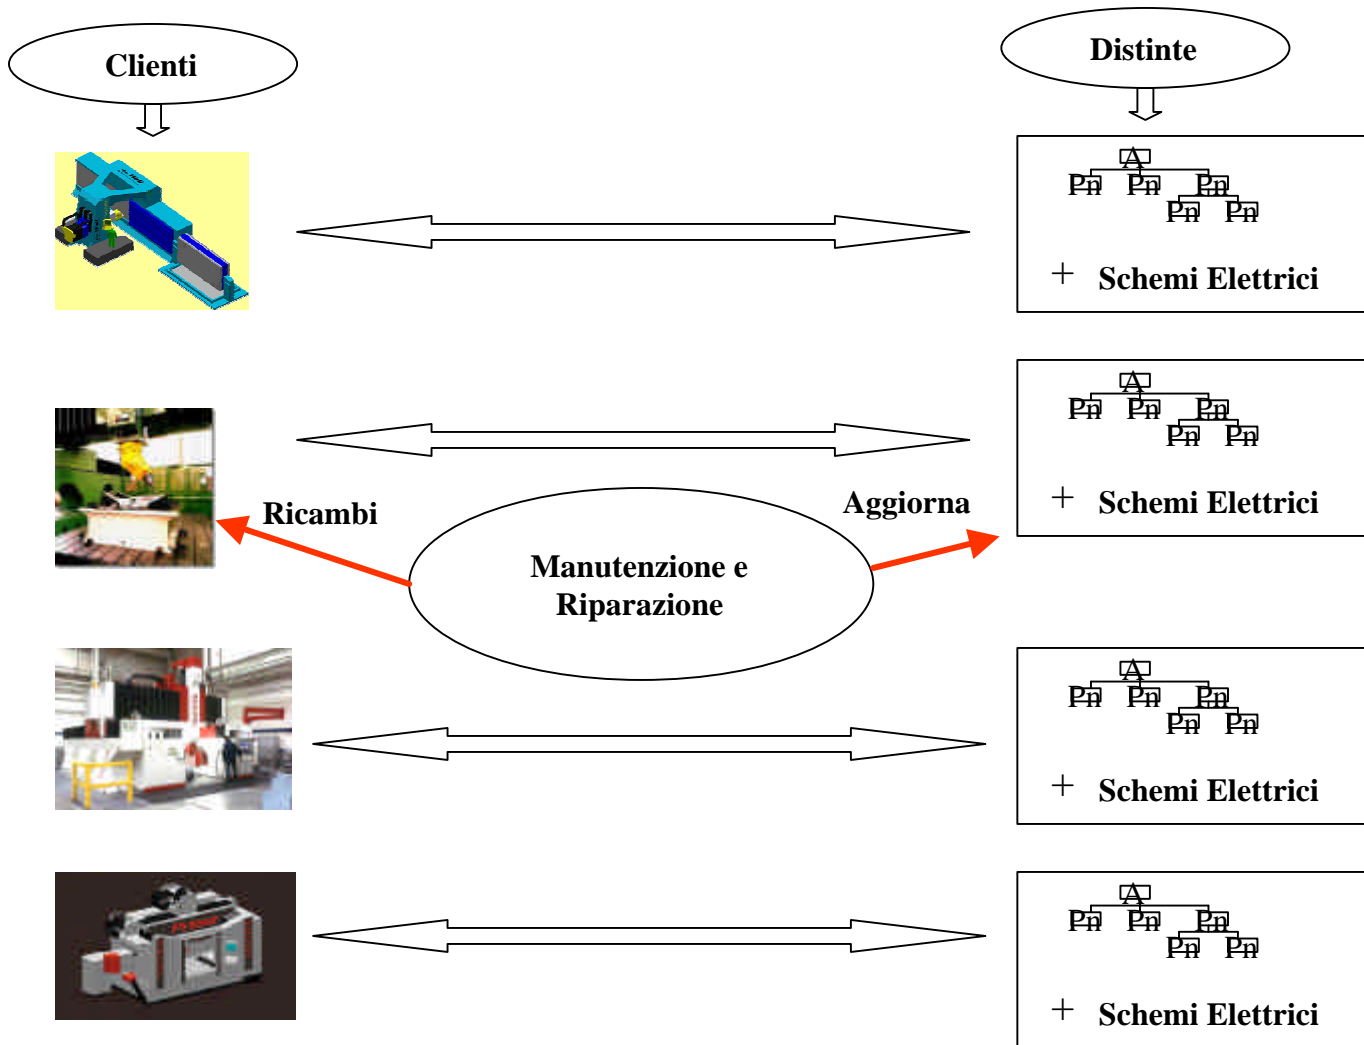 Clienti
Distinte
A
Pn Pn Pn
Pn Pn
+ Schemi Elettrici
A
Pn Pn Pn
Pn Pn
+ Schemi Elettrici
Ricambi
Aggiorna
Manutenzione e
Riparazione
A
Pn Pn Pn
Pn Pn
+ Schemi Elettrici
A
Pn Pn Pn
Pn Pn
+ Schemi Elettrici